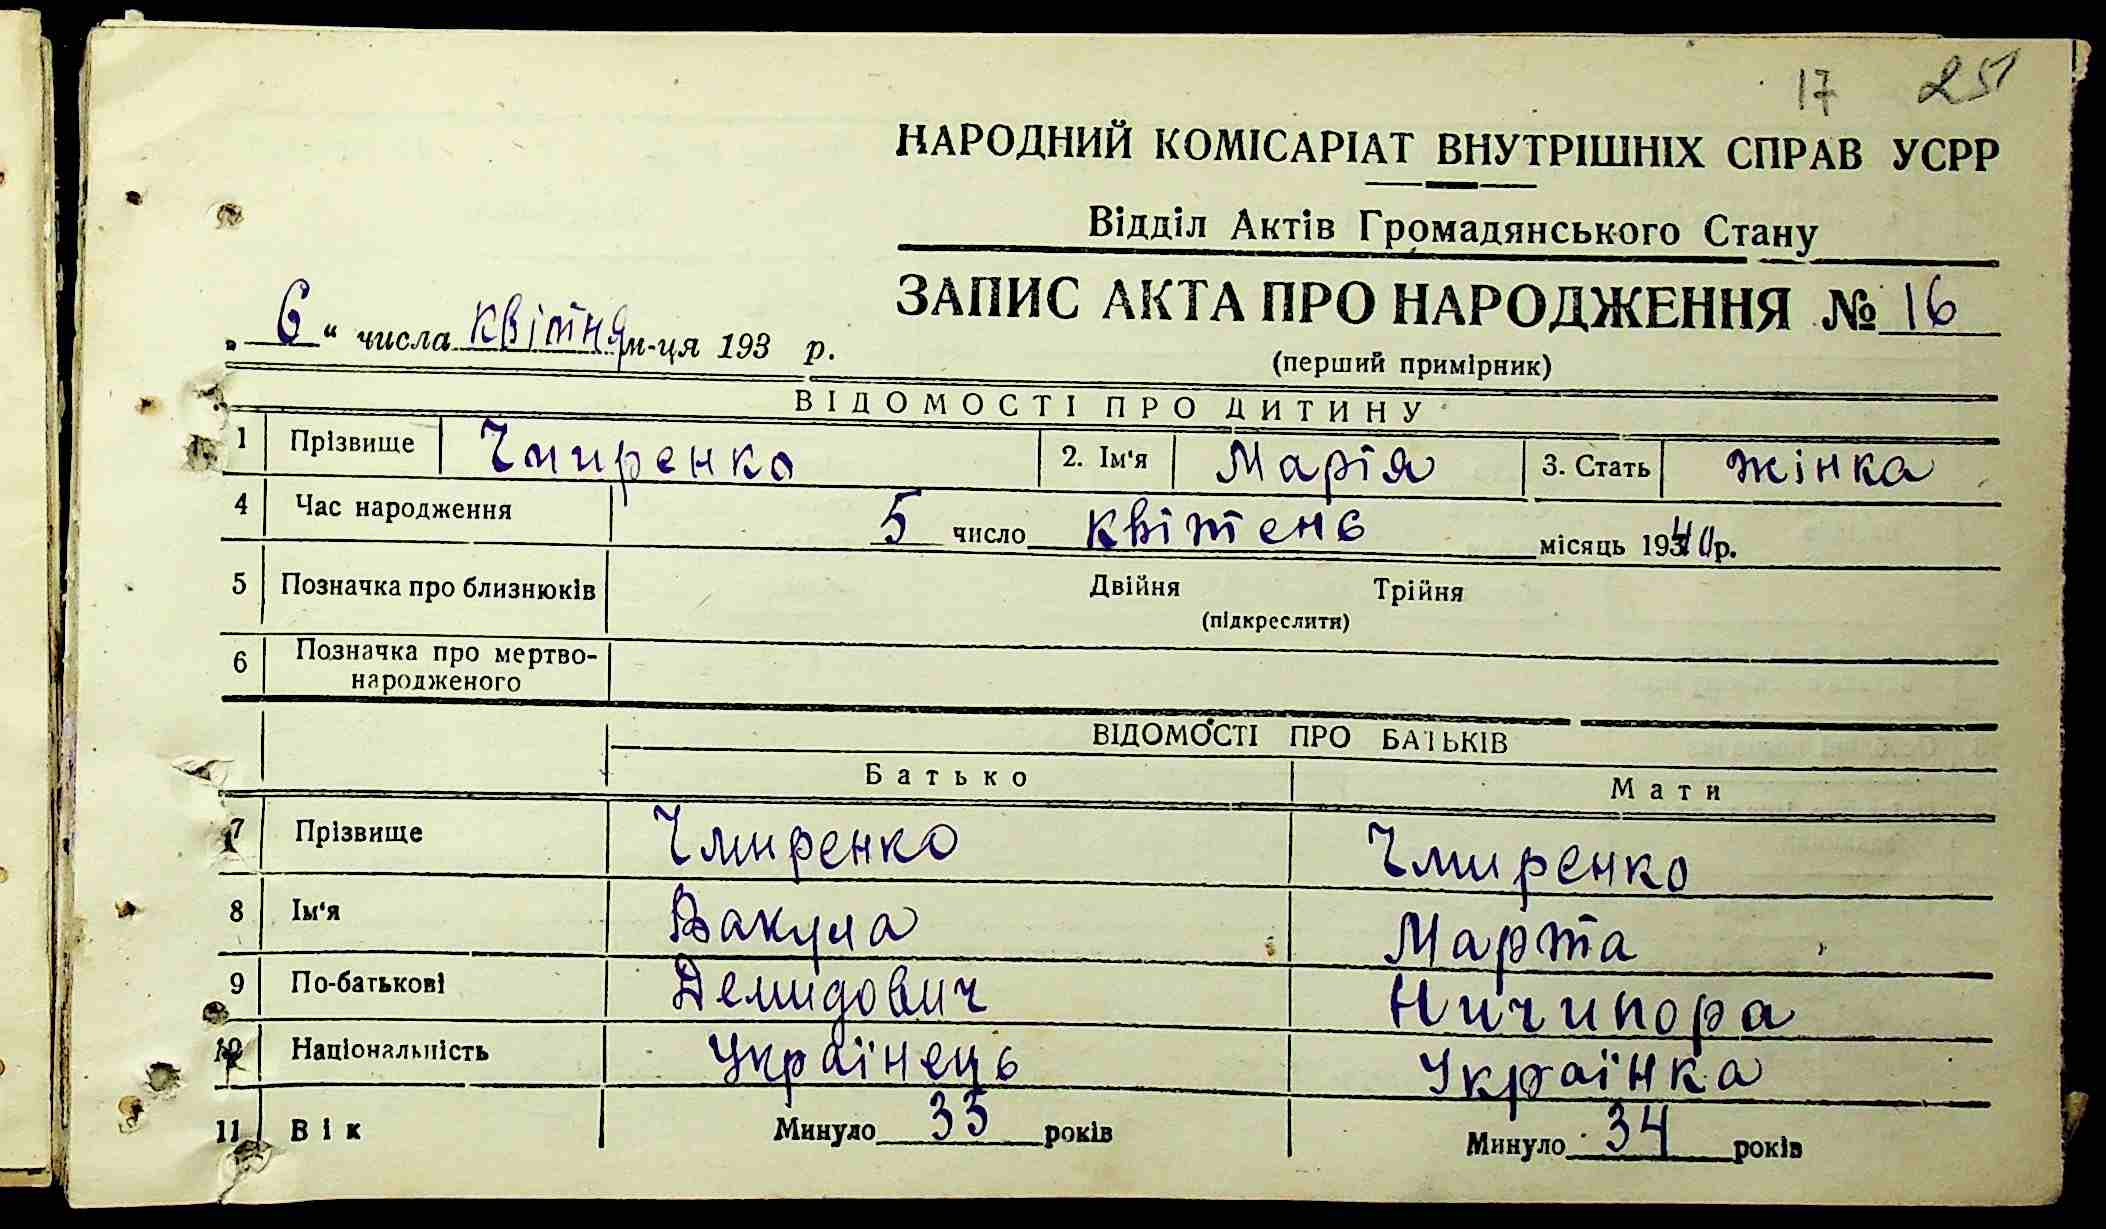 17 251
НАРОДНИЙ КОМІСАРІАТ ВНУТРІШНІХ СПРАВ УСРР
Відділ Актів Громадянського Стану
ЗАПИС АКТА ПРО НАРОДЖЕННЯ № 16
„ 6 “ числа квітня м-ця 193 р.
(перший примірник)
ВІДОМОСТІ ПРО ДИТИНУ
1 Прізвище Чмиренко 2. Ім'я Марія 3. Стать жінка
4 Час народження 5 число квітень місяць 1940р.
5 Позначка про близнюків Двійня Трійня
(підкреслити)
6 Позначка про мертво-
народженого
ВІДОМОСТІ ПРО БАТЬКІВ
Батько Мати
7 Прізвище Чмиренко Чмиренко
8 Ім'я Вакула Марта
9 По-батькові Демидович Ничипора
10 Національність Українець Українка
11 Вік Минуло 35 років Минуло 34 років